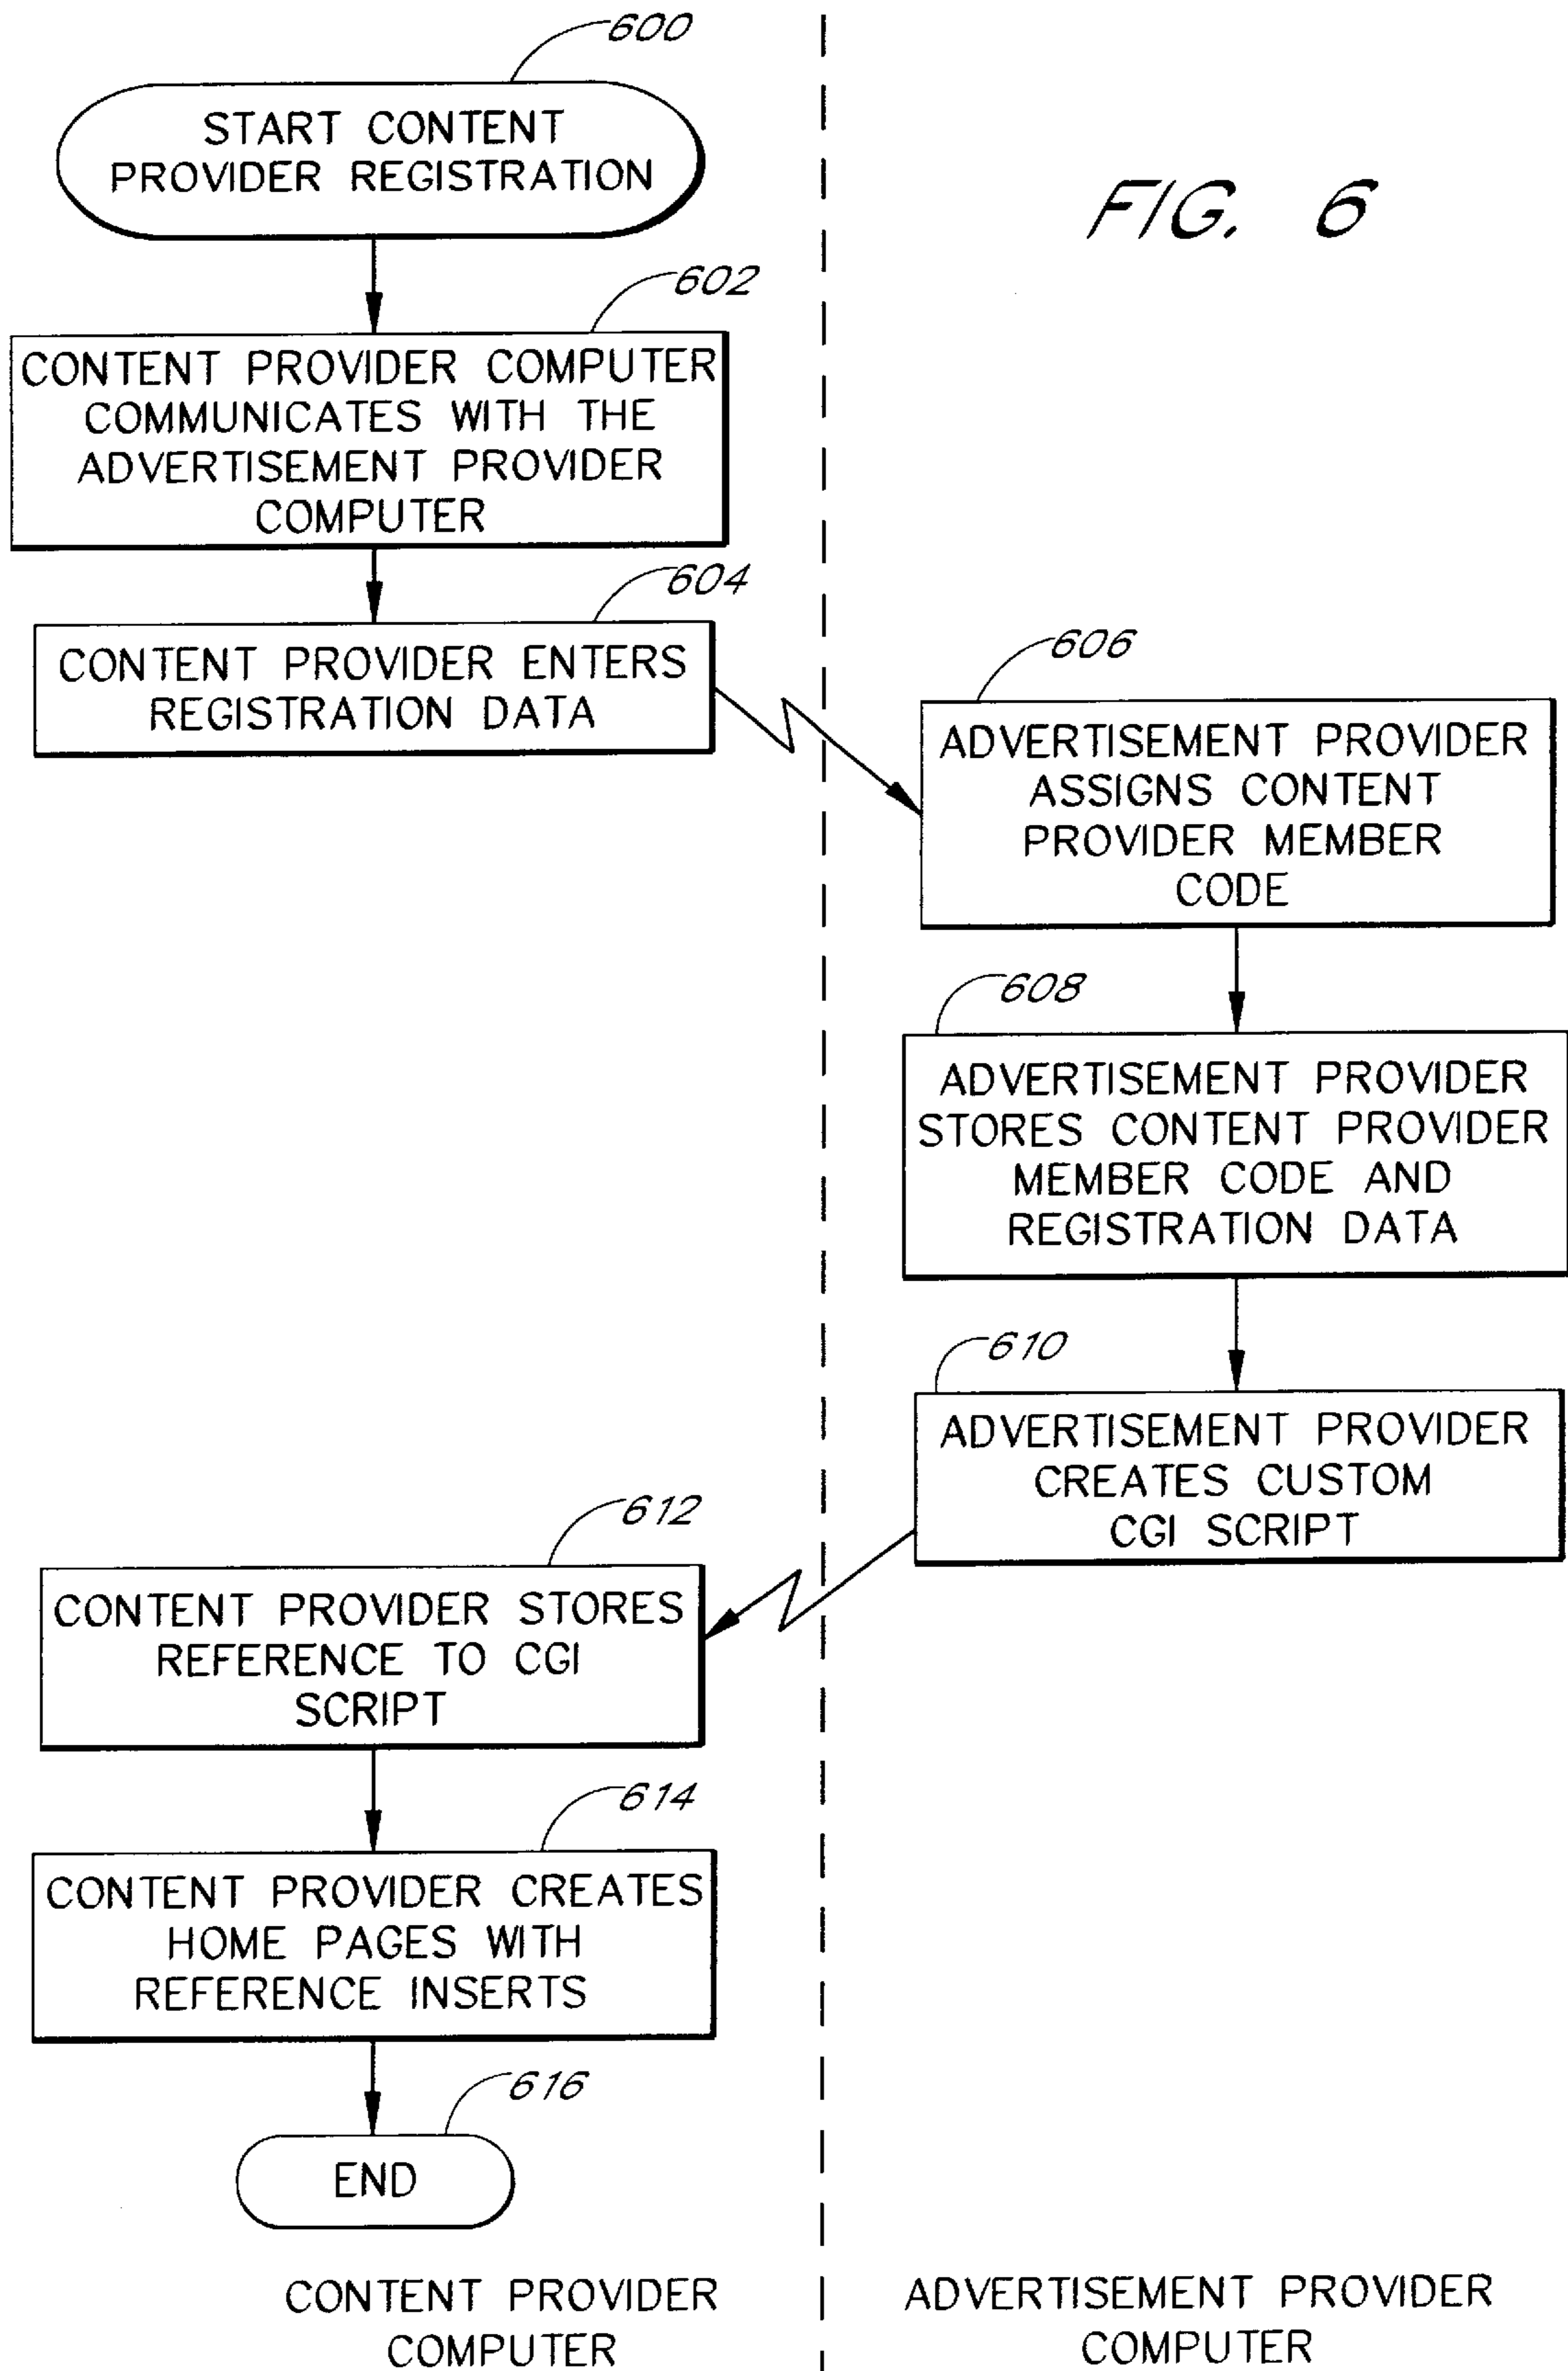 600
START CONTENT
PROVIDER REGISTRATION
FIG. 6
602
CONTENT PROVIDER COMPUTER
COMMUNICATES WITH THE
ADVERTISEMENT PROVIDER
COMPUTER
604
CONTENT PROVIDER ENTERS
REGISTRATION DATA
606
ADVERTISEMENT PROVIDER
ASSIGNS CONTENT
PROVIDER MEMBER
CODE
608
ADVERTISEMENT PROVIDER
STORES CONTENT PROVIDER
MEMBER CODE AND
REGISTRATION DATA
610
ADVERTISEMENT PROVIDER
CREATES CUSTOM
CGI SCRIPT
612
CONTENT PROVIDER STORES
REFERENCE TO CGI
SCRIPT
614
CONTENT PROVIDER CREATES
HOME PAGES WITH
REFERENCE INSERTS
616
END
CONTENT PROVIDER
COMPUTER
ADVERTISEMENT PROVIDER
COMPUTER